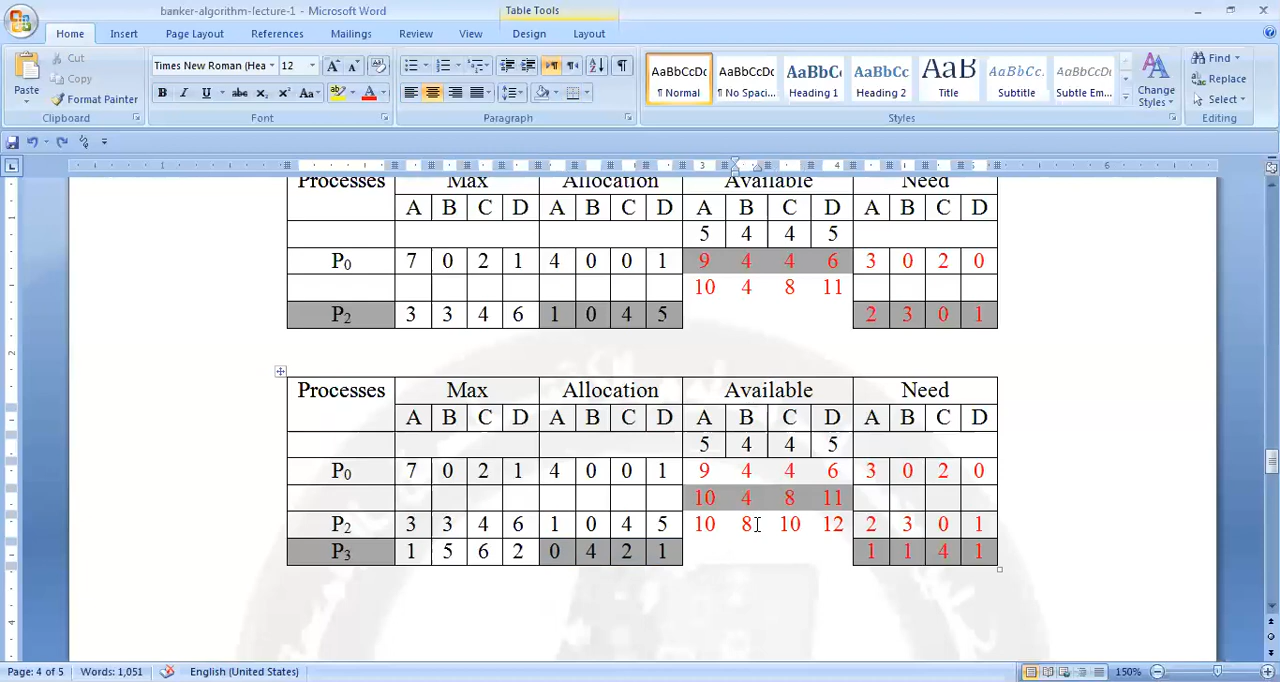 banker-algorithm-lecture-1 - Microsoft Word
Table Tools
Home Insert Page Layout References Mailings Review View Design Layout
Paste
Cut
Copy
Format Painter
Clipboard
Times New Roman (Hea 12
Font
Paragraph
AaBbCcDc AaBbCcDc AaBbCc AaBbCc AaB AaBbCc. AaBbCcDc
¶ Normal ¶ No Spaci... Heading 1 Heading 2 Title Subtitle Subtle Em...
Change Styles
Styles
Find
Replace
Select
Editing
1 3 4 6 7
Processes Max Allocation Available Need
A B C D A B C D A B C D A B C D
5 4 4 5
P0 7 0 2 1 4 0 0 1 9 4 4 6 3 0 2 0
10 4 8 11
P2 3 3 4 6 1 0 4 5 2 3 0 1
Processes Max Allocation Available Need
A B C D A B C D A B C D A B C D
5 4 4 5
P0 7 0 2 1 4 0 0 1 9 4 4 6 3 0 2 0
10 4 8 11
P2 3 3 4 6 1 0 4 5 10 8 10 12 2 3 0 1
P3 1 5 6 2 0 4 2 1 1 1 4 1
Page: 4 of 5 Words: 1,051 English (United States) 150%